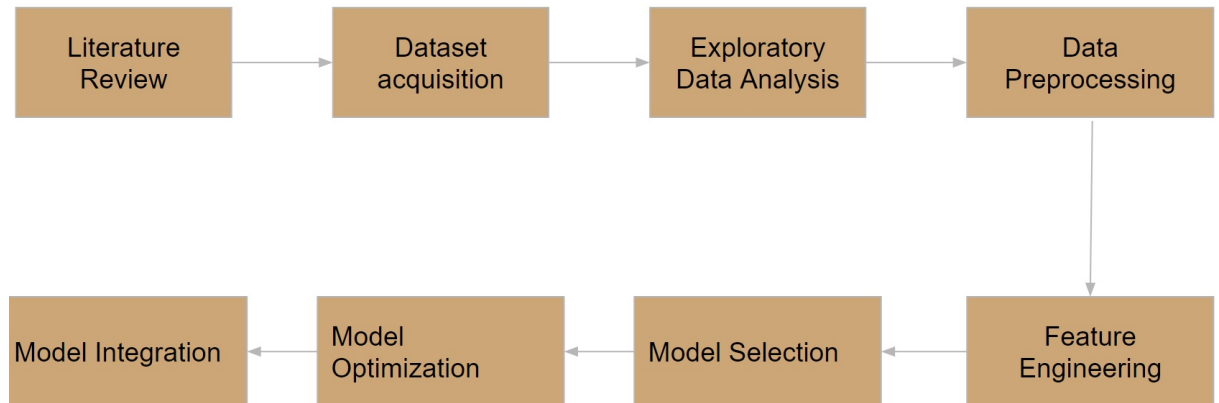 Literature
Review
Dataset
acquisition
Exploratory
Data Analysis
Data
Preprocessing
Feature
Engineering
Model Selection
Model
Optimization
Model Integration